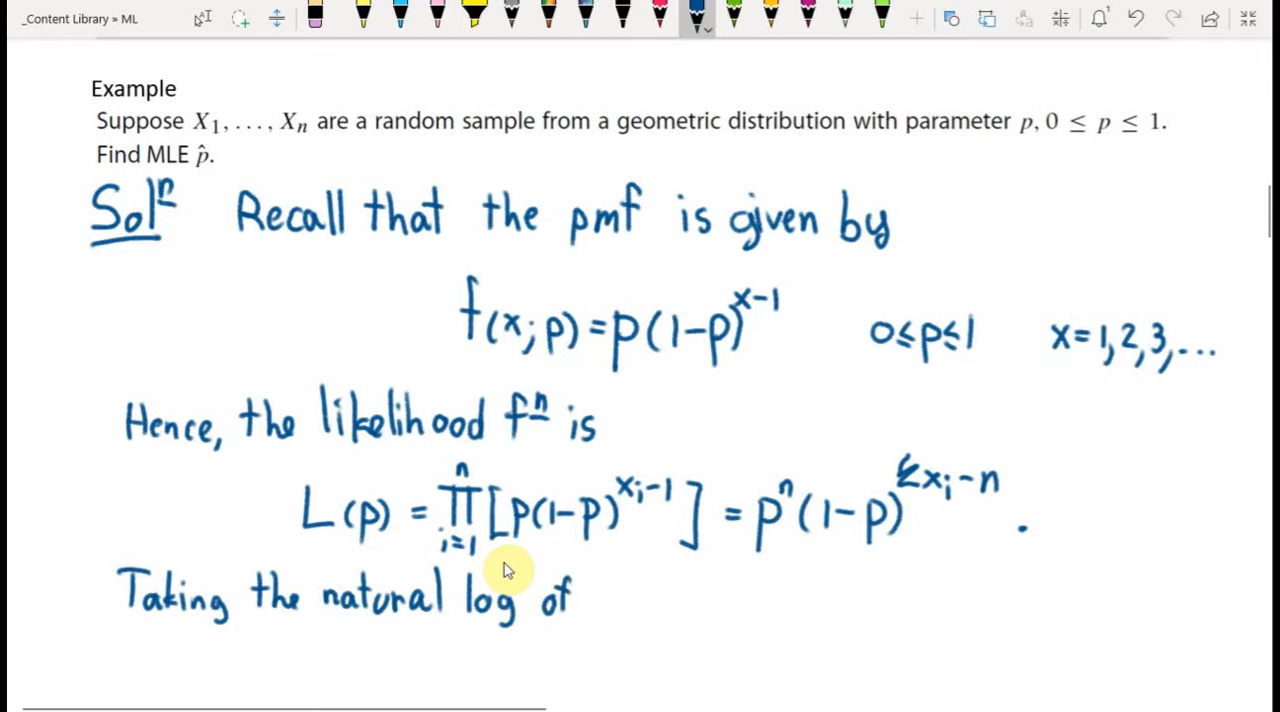 _Content Library » ML
Example
Suppose X₁, . . . , Xₙ are a random sample from a geometric distribution with parameter p, 0 ≤ p ≤ 1.
Find MLE p̂.
Solⁿ Recall that the pmf is given by
f(x; p) = p(1-p)^{x-1} 0≤p≤1 x=1,2,3,...
Hence, the likelihood fⁿ is
L(p) = ∏_{i=1}^{n} [p(1-p)^{x_i-1}] = pⁿ(1-p)^{Σx_i-n}.
Taking the natural log of